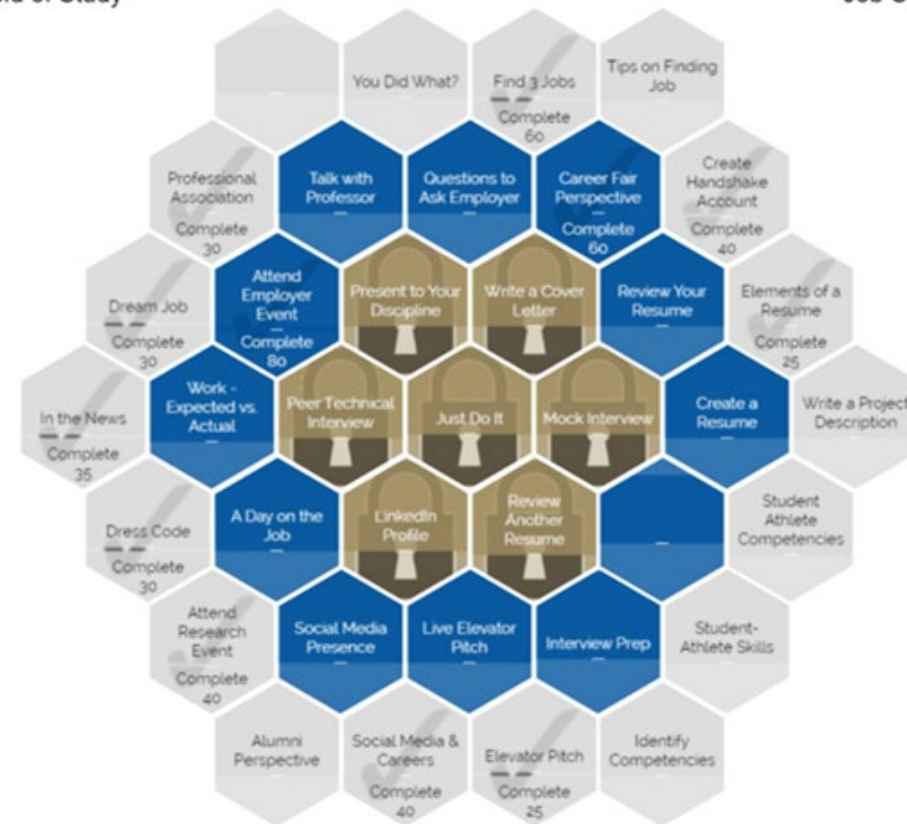 You Did What?
Find 3 Jobs
Complete
60
Tips on Finding
Job
Professional
Association
Complete
30
Talk with
Professor
Questions to
Ask Employer
Career Fair
Perspective
Complete
60
Create
Handshake
Account
Complete
40
Dream Job
Complete
30
Attend
Employer
Event
Complete
80
Present to Your
Discipline
Write a Cover
Letter
Review Your
Resume
Elements of a
Resume
Complete
25
In the News
Complete
35
Work -
Expected vs.
Actual
Peer Technical
Interview
Just Do It
Mock Interview
Create a
Resume
Write a Project
Description
Dress Code
Complete
30
A Day on the
Job
LinkedIn
Profile
Review
Another
Resume
Student
Athlete
Competencies
Attend
Research
Event
Complete
40
Social Media
Presence
Live Elevator
Pitch
Interview Prep
Student-
Athlete Skills
Alumni
Perspective
Social Media &
Careers
Complete
40
Elevator Pitch
Complete
25
Identify
Competencies